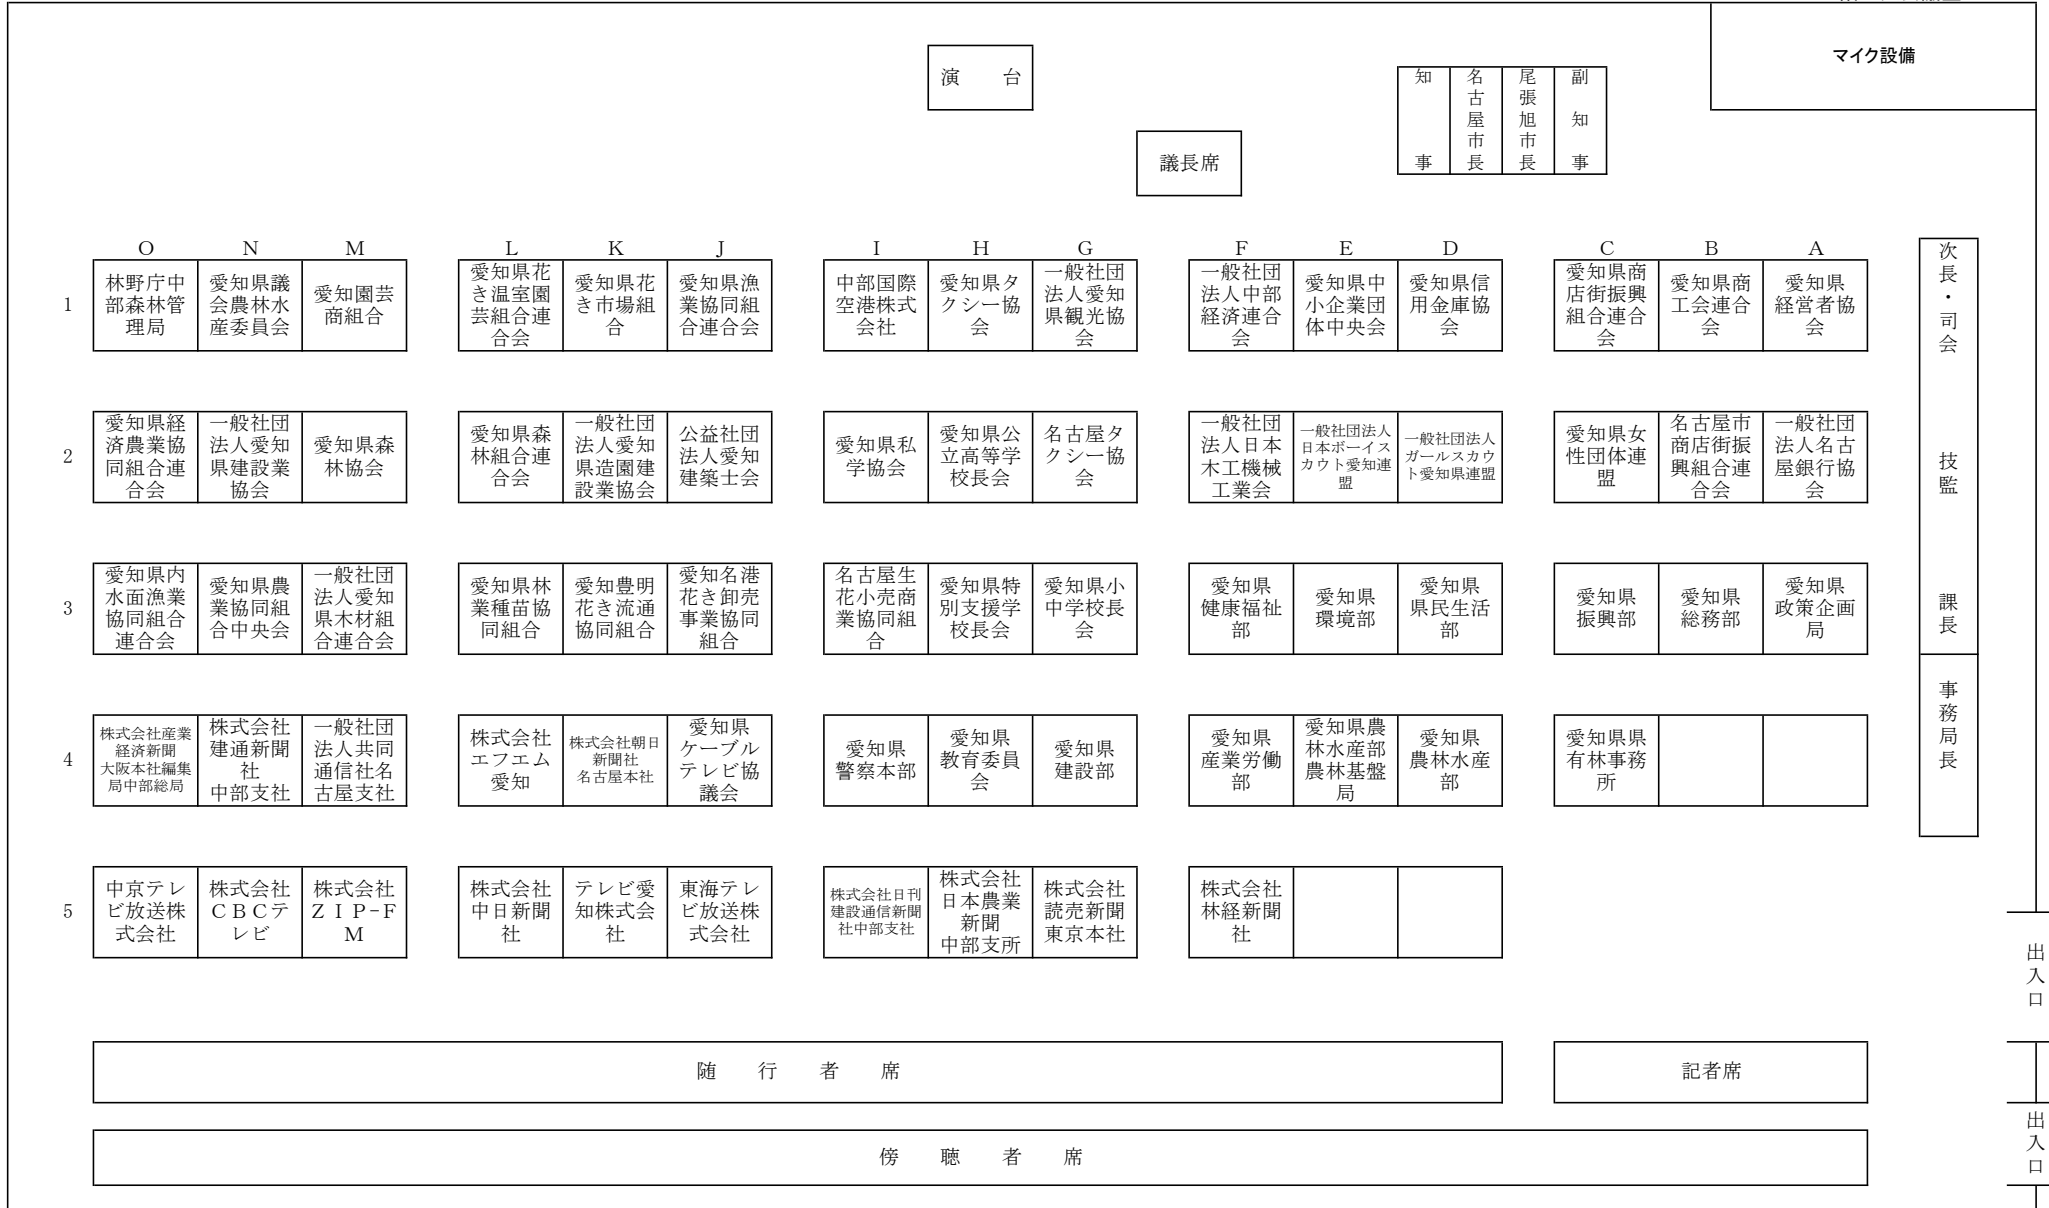 マイク設備
演　台
知事
名古屋市長
尾張旭市長
副知事
議長席
O N M L K J I H G F E D C B A
1
林野庁中
部森林管
理局
愛知県議
会農林水
産委員会
愛知園芸
商組合
愛知県花
き温室園
芸組合連
合会
愛知県花
き市場組
合
愛知県漁
業協同組
合連合会
中部国際
空港株式
会社
愛知県タ
クシー協
会
一般社団
法人愛知
県観光協
会
一般社団
法人中部
経済連合
会
愛知県中
小企業団
体中央会
愛知県信
用金庫協
会
愛知県商
店街振興
組合連合
会
愛知県商
工会連合
会
愛知県
経営者協
会
2
愛知県経
済農業協
同組合連
合会
一般社団
法人愛知
県建設業
協会
愛知県森
林協会
愛知県森
林組合連
合会
一般社団
法人愛知
県造園建
設業協会
公益社団
法人愛知
建築士会
愛知県私
学協会
愛知県公
立高等学
校長会
名古屋タ
クシー協
会
一般社団
法人日本
木工機械
工業会
一般社団法人
日本ボーイス
カウト愛知連
盟
一般社団法人
ガールスカウ
ト愛知県連盟
愛知県女
性団体連
盟
名古屋市
商店街振
興組合連
合会
一般社団
法人名古
屋銀行協
会
3
愛知県内
水面漁業
協同組合
連合会
愛知県農
業協同組
合中央会
一般社団
法人愛知
県木材組
合連合会
愛知県林
業種苗協
同組合
愛知豊明
花き流通
協同組合
愛知名港
花き卸売
事業協同
組合
名古屋生
花小売商
業協同組
合
愛知県特
別支援学
校長会
愛知県小
中学校長
会
愛知県
健康福祉
部
愛知県
環境部
愛知県
県民生活
部
愛知県
振興部
愛知県
総務部
愛知県
政策企画
局
4
株式会社産業
経済新聞
大阪本社編集
局中部総局
株式会社
建通新聞
社
中部支社
一般社団
法人共同
通信社名
古屋支社
株式会社
エフエム
愛知
株式会社朝日
新聞社
名古屋本社
愛知県
ケーブル
テレビ協
議会
愛知県
警察本部
愛知県
教育委員
会
愛知県
建設部
愛知県
産業労働
部
愛知県農
林水産部
農林基盤
局
愛知県
農林水産
部
愛知県県
有林事務
所
5
中京テレ
ビ放送株
式会社
株式会社
ＣＢＣテ
レビ
株式会社
ＺＩＰ-Ｆ
Ｍ
株式会社
中日新聞
社
テレビ愛
知株式会
社
東海テレ
ビ放送株
式会社
株式会社日刊
建設通信新聞
社中部支社
株式会社
日本農業
新聞
中部支所
株式会社
読売新聞
東京本社
株式会社
林経新聞
社
次長・司会
技監
課長
事務局長
出入口
随　行　者　席
記者席
出入口
傍　聴　者　席